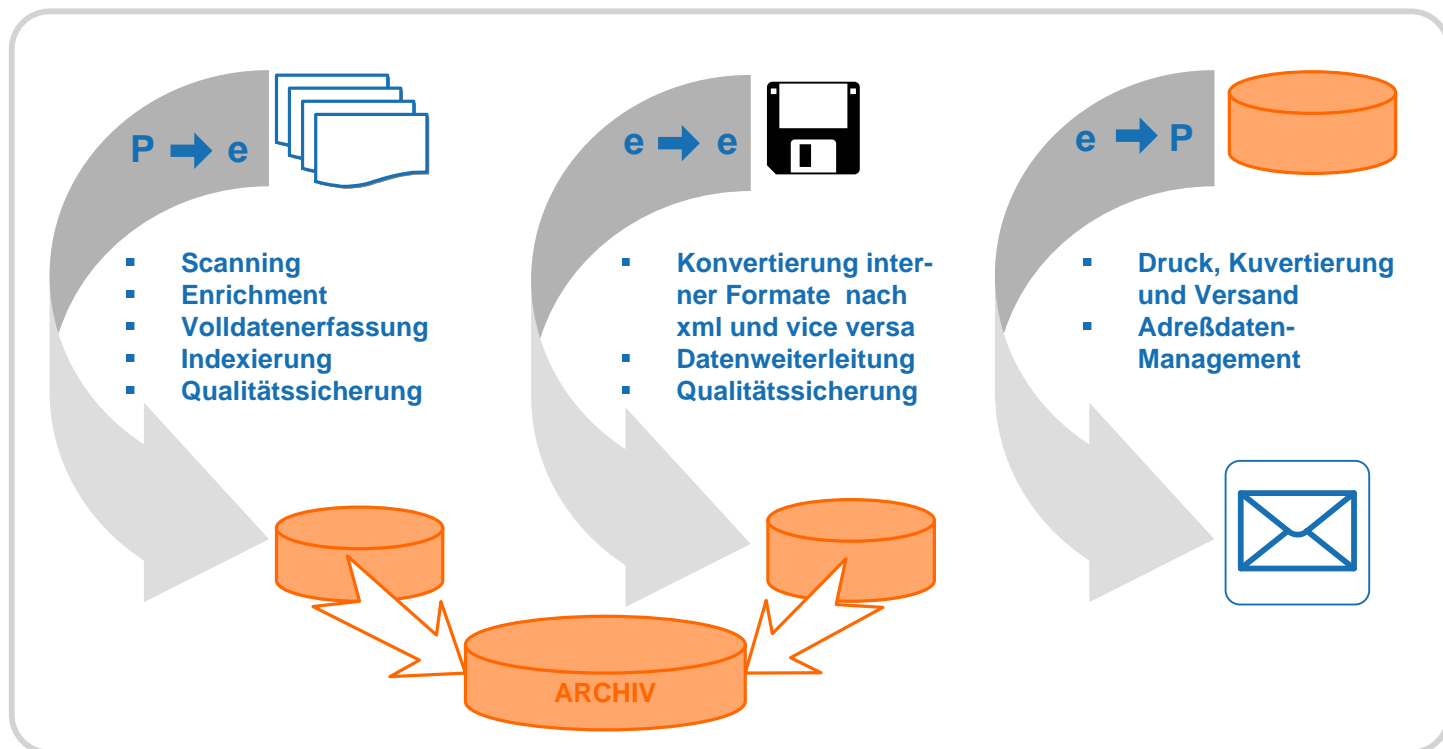 P ➡ e
▪ Scanning
▪ Enrichment
▪ Volldatenerfassung
▪ Indexierung
▪ Qualitätssicherung
e ➡ e
▪ Konvertierung inter-
ner Formate nach
xml und vice versa
▪ Datenweiterleitung
▪ Qualitätssicherung
e ➡ P
▪ Druck, Kuvertierung
und Versand
▪ Adreßdaten-
Management
ARCHIV